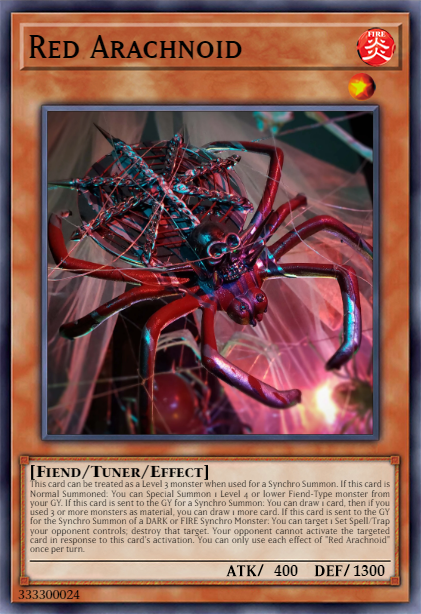 RED ARACHNOID
FIRE
炎
[FIEND/TUNER/EFFECT]
This card can be treated as a Level 3 monster when used for a Synchro Summon. If this card is
Normal Summoned: You can Special Summon 1 Level 4 or lower Fiend-Type monster from
your GY. If this card is sent to the GY for a Synchro Summon: You can draw 1 card, then if you
used 3 or more monsters as material, you can draw 1 more card. If this card is sent to the GY
for the Synchro Summon of a DARK or FIRE Synchro Monster: You can target 1 Set Spell/Trap
your opponent controls; destroy that target. Your opponent cannot activate the targeted
card in response to this card's activation. You can only use each effect of "Red Arachnoid"
once per turn.
ATK/ 400 DEF/ 1300
333300024